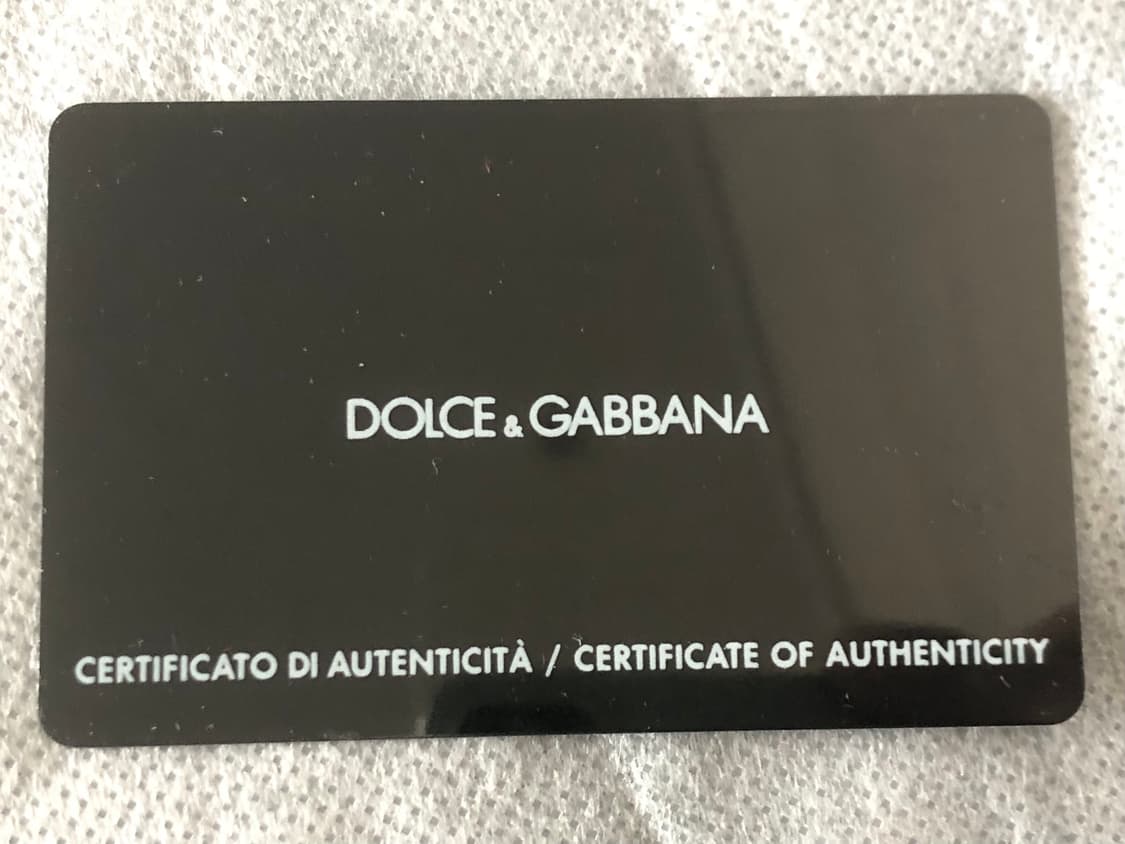 DOLCE & GABBANA
CERTIFICATO DI AUTENTICITÀ / CERTIFICATE OF AUTHENTICITY